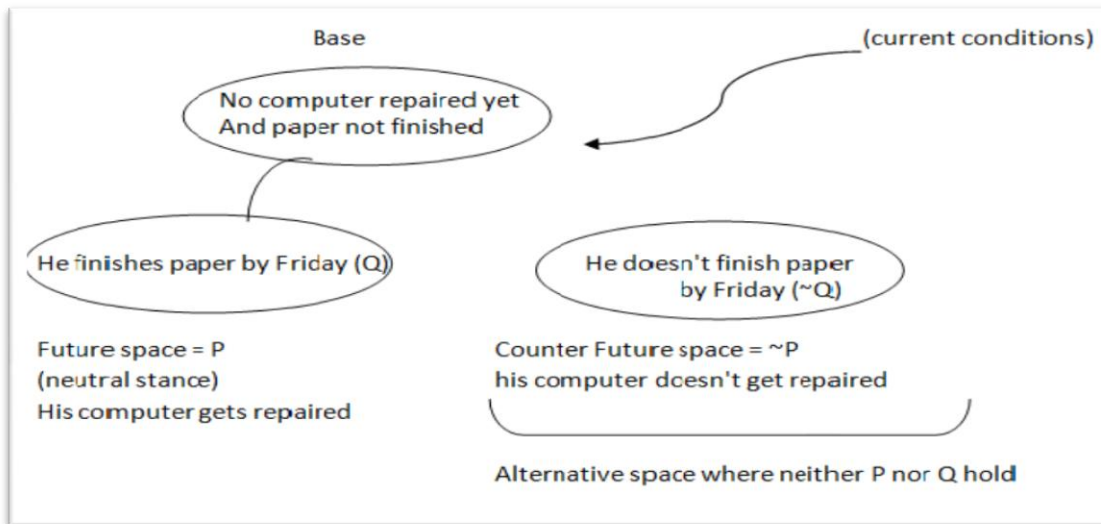 Base
(current conditions)
No computer repaired yet
And paper not finished
He finishes paper by Friday (Q)
He doesn't finish paper
by Friday (~Q)
Future space = P
(neutral stance)
His computer gets repaired
Counter Future space = ~P
his computer doesn't get repaired
Alternative space where neither P nor Q hold